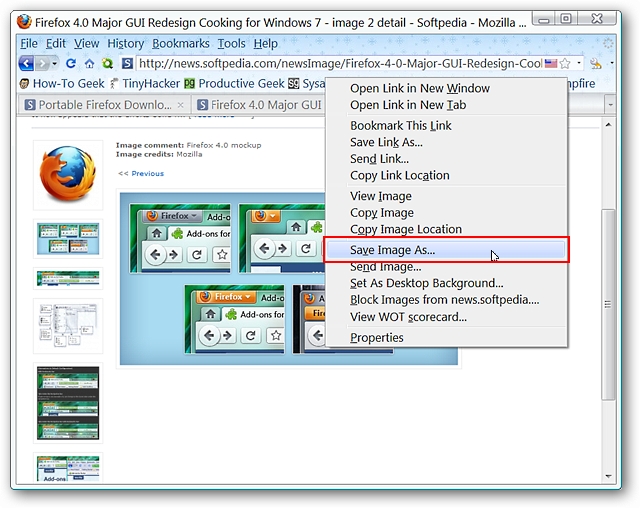 Firefox 4.0 Major GUI Redesign Cooking for Windows 7 - image 2 detail - Softpedia - Mozilla ...
File Edit View History Bookmarks Tools Help
http://news.softpedia.com/newsImage/Firefox-4-0-Major-GUI-Redesign-Cool
How-To Geek TinyHacker Productive Geek Sysa mpfire
Portable Firefox Downlo... Firefox 4.0 Major GUI
Image comment: Firefox 4.0 mockup
Image credits: Mozilla
<< Previous
Firefox Add-o
Add-ons for
Add-o
Firefox Add-o
Add-ons for
Firefo
Open Link in New Window
Open Link in New Tab
Bookmark This Link
Save Link As...
Send Link...
Copy Link Location
View Image
Copy Image
Copy Image Location
Save Image As...
Send Image...
Set As Desktop Background...
Block Images from news.softpedia....
View WOT scorecard...
Properties